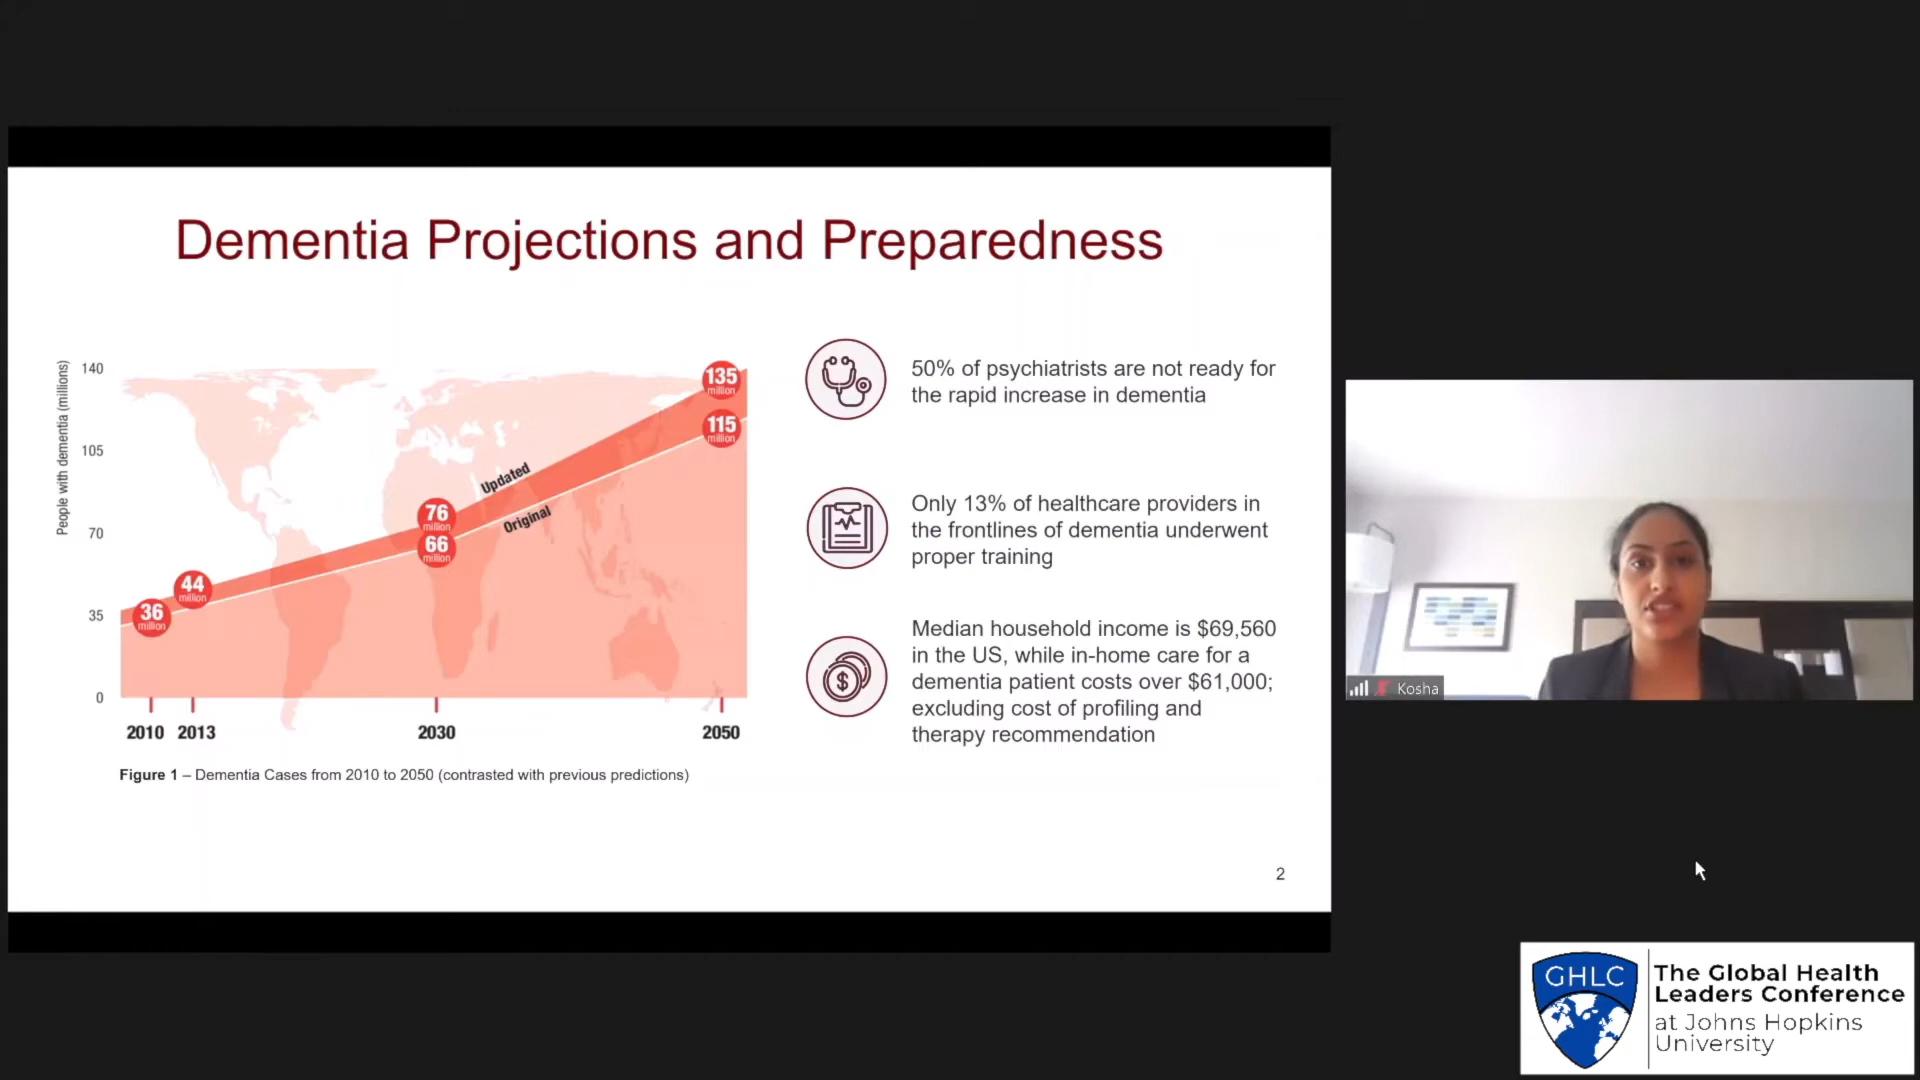 Dementia Projections and Preparedness
People with dementia (millions)
140
105
70
35
0
36
million
44
million
76
million
66
million
135
million
115
million
Updated
Original
2010 2013 2030 2050
Figure 1 – Dementia Cases from 2010 to 2050 (contrasted with previous predictions)
50% of psychiatrists are not ready for
the rapid increase in dementia
Only 13% of healthcare providers in
the frontlines of dementia underwent
proper training
Median household income is $69,560
in the US, while in-home care for a
dementia patient costs over $61,000;
excluding cost of profiling and
therapy recommendation
$
2
Kosha
GHLC
The Global Health
Leaders Conference
at Johns Hopkins
University